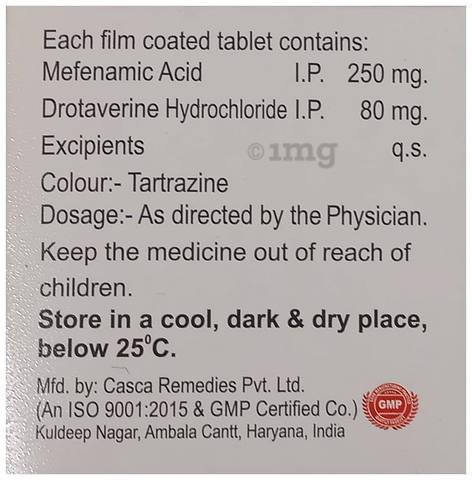 Each film coated tablet contains:
Mefenamic Acid I.P. 250 mg.
Drotaverine Hydrochloride I.P. 80 mg.
Excipients q.s.
©1mg
Colour:- Tartrazine
Dosage:- As directed by the Physician.
Keep the medicine out of reach of
children.
Store in a cool, dark & dry place,
below 25⁰C.
Mfd. by: Casca Remedies Pvt. Ltd.
(An ISO 9001:2015 & GMP Certified Co.)
Kuldeep Nagar, Ambala Cantt, Haryana, India
GMP